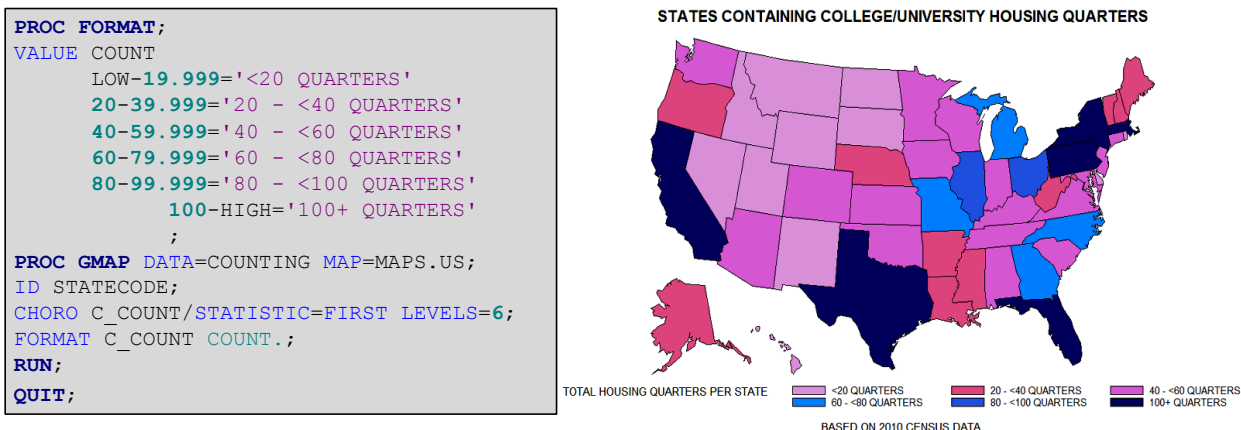 PROC FORMAT;
VALUE COUNT
LOW-19.999='<20 QUARTERS'
20-39.999='20 - <40 QUARTERS'
40-59.999='40 - <60 QUARTERS'
60-79.999='60 - <80 QUARTERS'
80-99.999='80 - <100 QUARTERS'
100-HIGH='100+ QUARTERS'
;
PROC GMAP DATA=COUNTING MAP=MAPS.US;
ID STATECODE;
CHORO C_COUNT/STATISTIC=FIRST LEVELS=6;
FORMAT C_COUNT COUNT.;
RUN;
QUIT;
STATES CONTAINING COLLEGE/UNIVERSITY HOUSING QUARTERS
TOTAL HOUSING QUARTERS PER STATE <20 QUARTERS 20 - <40 QUARTERS 40 - <60 QUARTERS
60 - <80 QUARTERS 80 - <100 QUARTERS 100+ QUARTERS
BASED ON 2010 CENSUS DATA